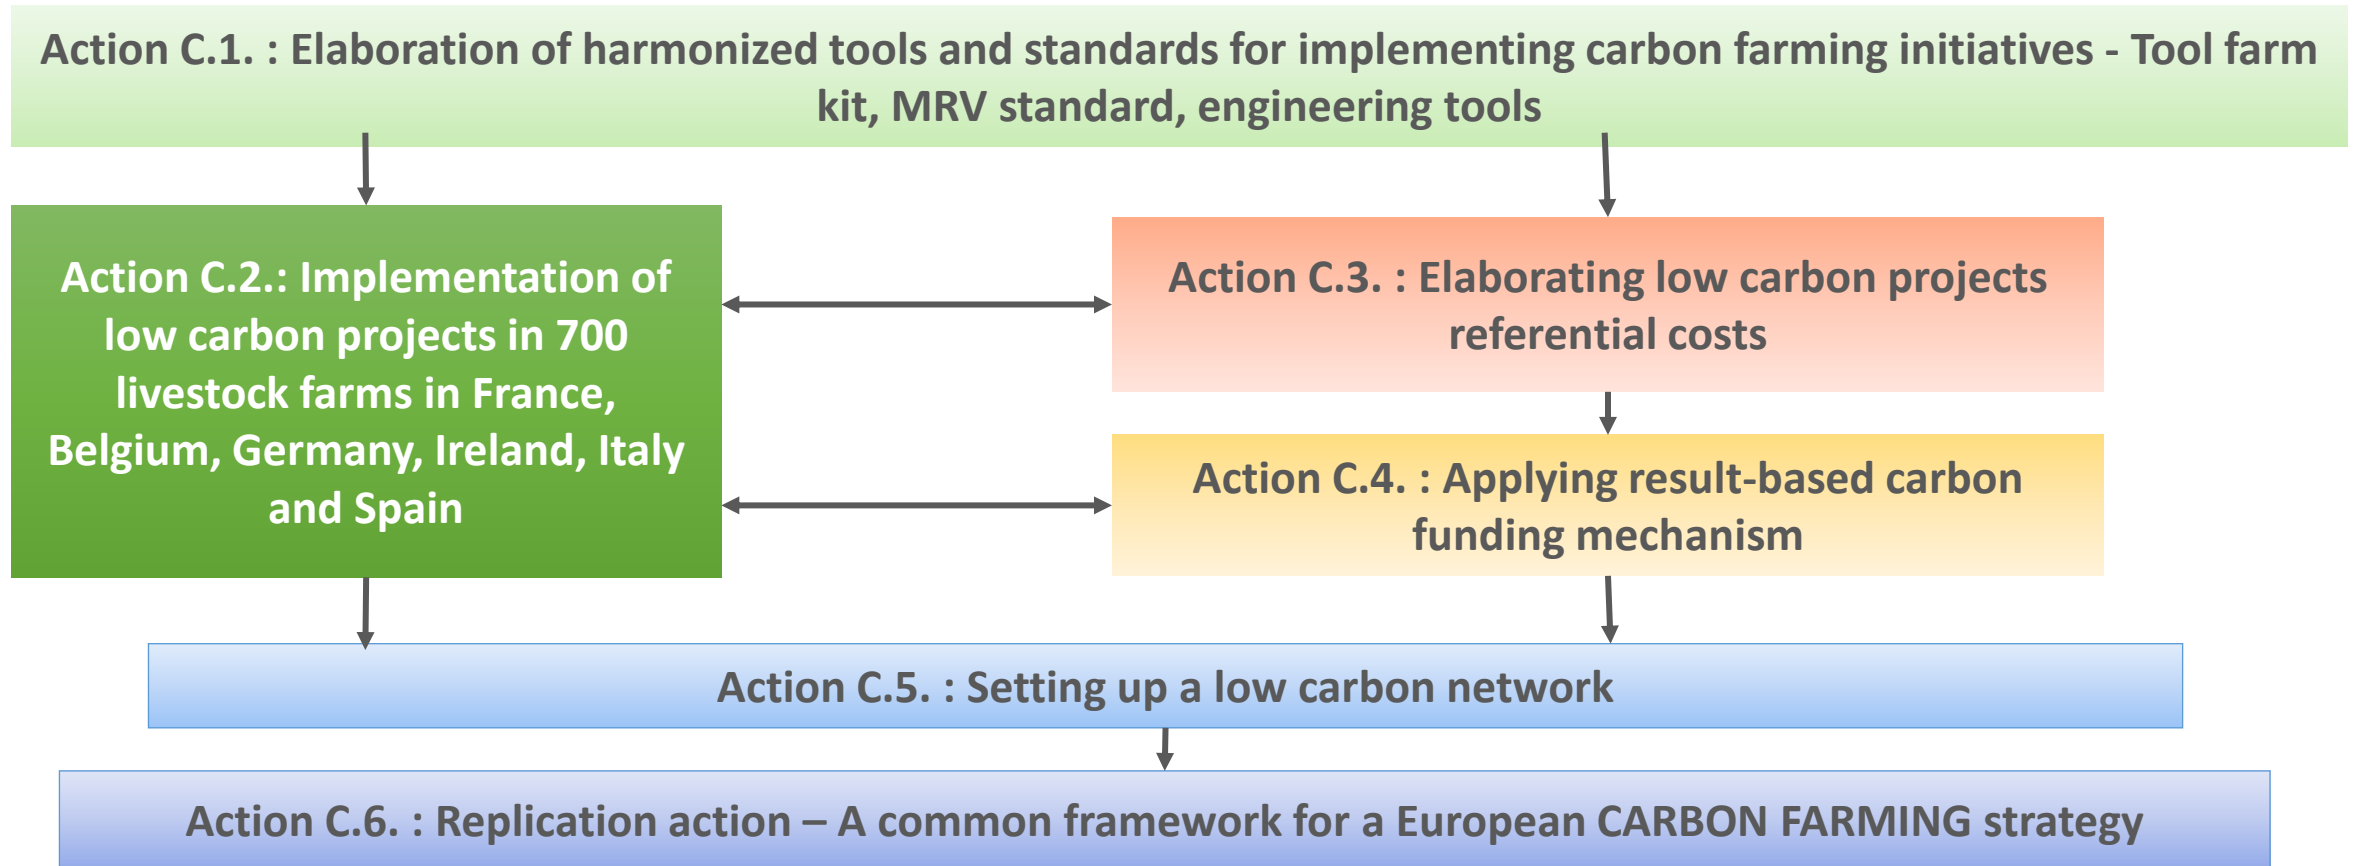 Action C.1. : Elaboration of harmonized tools and standards for implementing carbon farming initiatives - Tool farm
kit, MRV standard, engineering tools
Action C.2.: Implementation of
low carbon projects in 700
livestock farms in France,
Belgium, Germany, Ireland, Italy
and Spain
Action C.3. : Elaborating low carbon projects
referential costs
Action C.4. : Applying result-based carbon
funding mechanism
Action C.5. : Setting up a low carbon network
Action C.6. : Replication action – A common framework for a European CARBON FARMING strategy